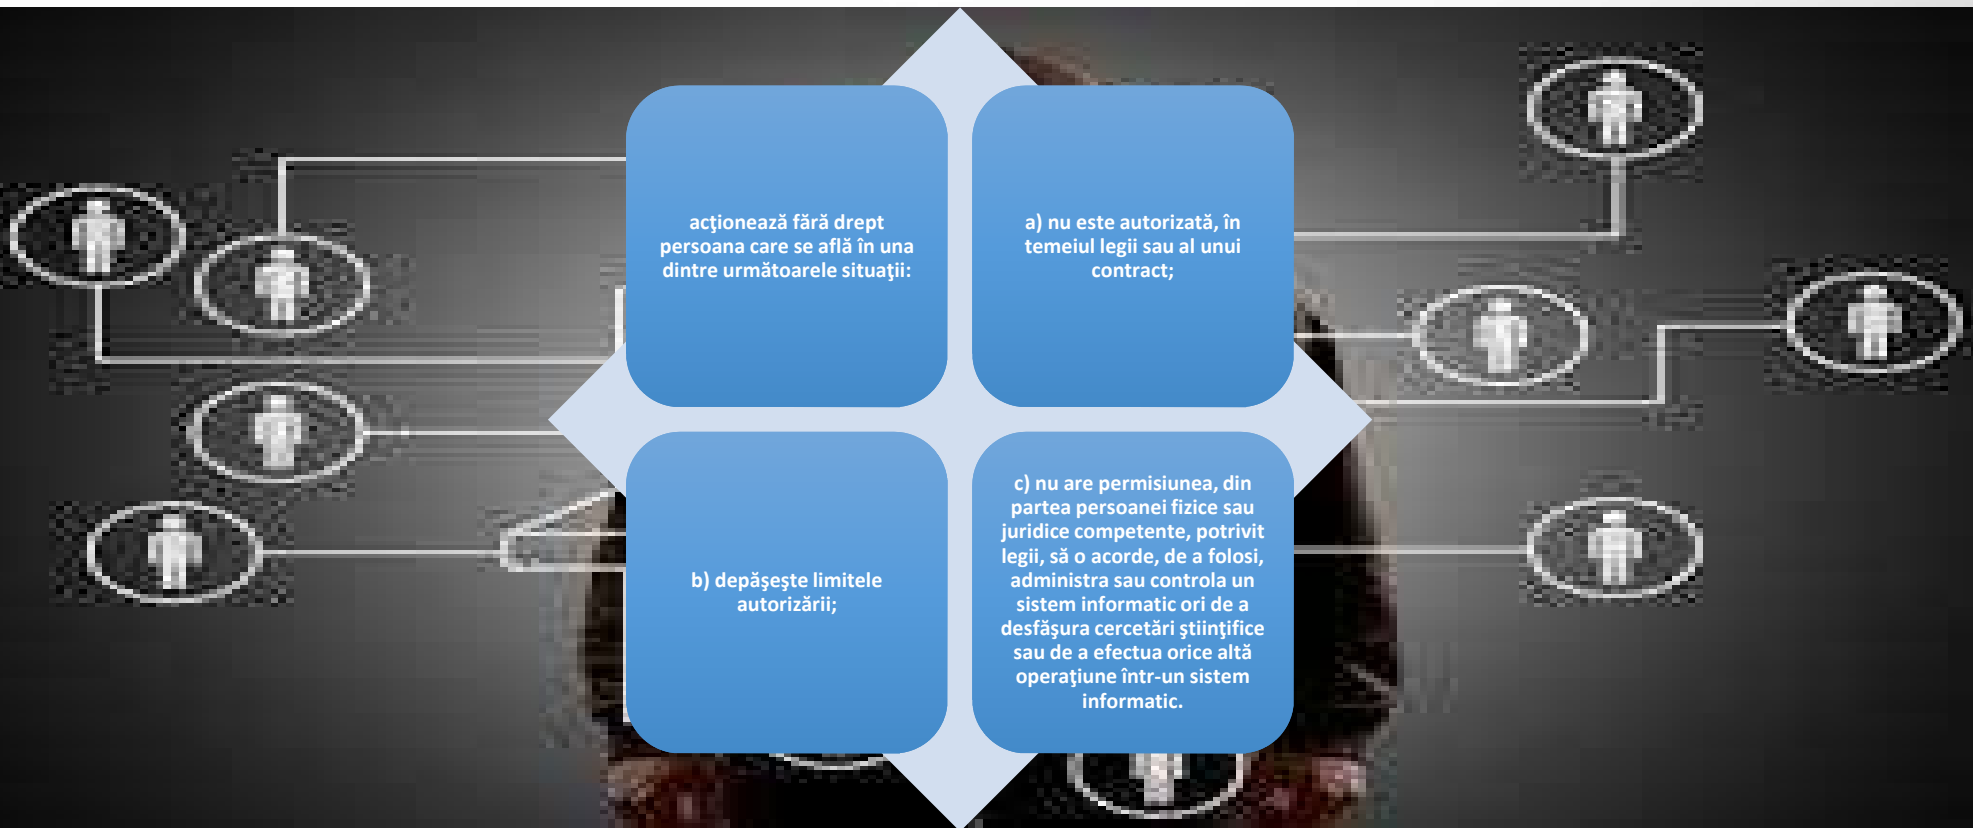 acţionează fără drept
persoana care se află în una
dintre următoarele situaţii:
a) nu este autorizată, în
temeiul legii sau al unui
contract;
b) depăşeşte limitele
autorizării;
c) nu are permisiunea, din
partea persoanei fizice sau
juridice competente, potrivit
legii, să o acorde, de a folosi,
administra sau controla un
sistem informatic ori de a
desfăşura cercetări ştiinţifice
sau de a efectua orice altă
operaţiune într-un sistem
informatic.